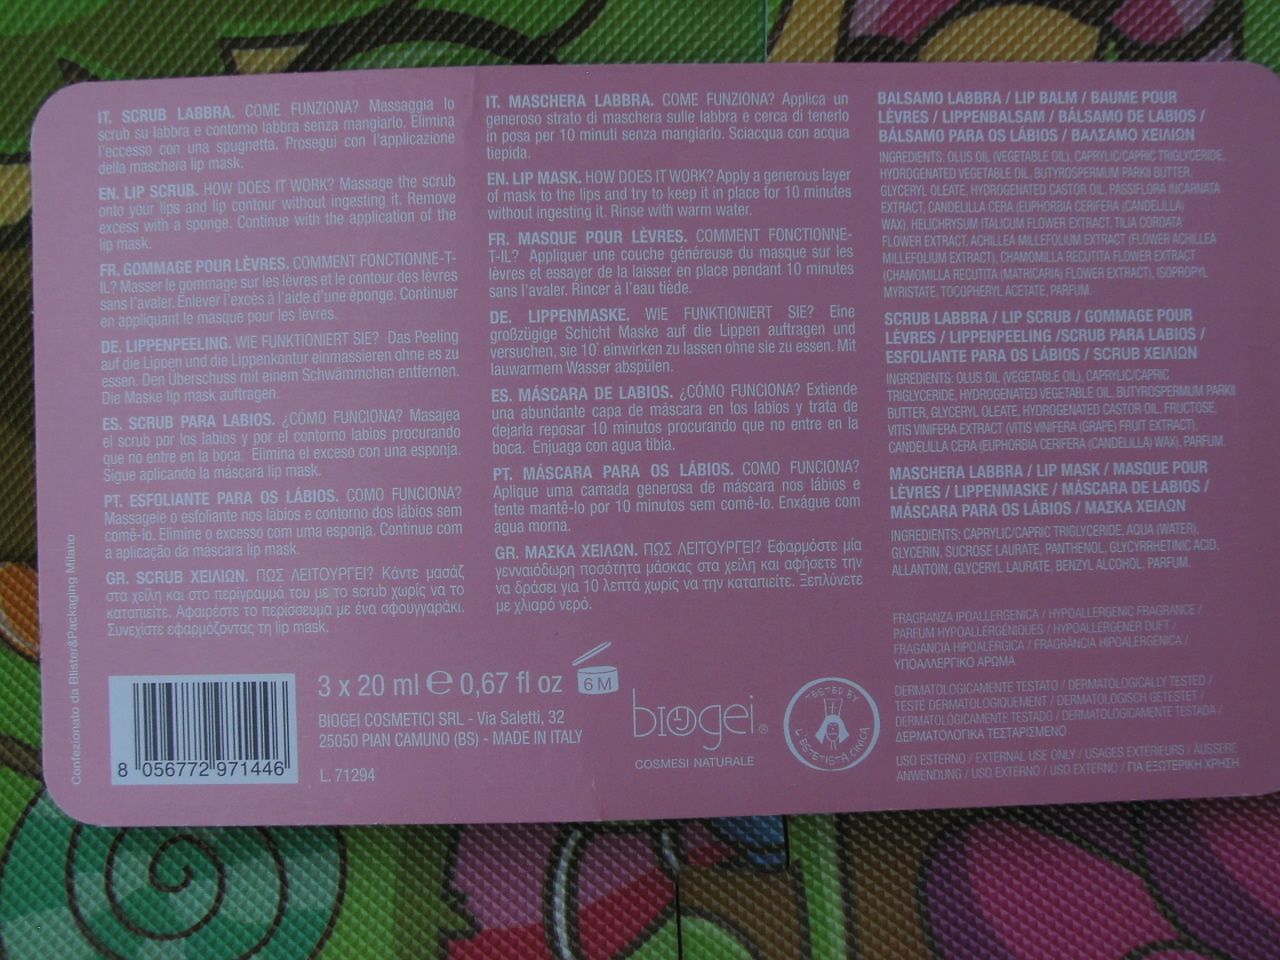 IT. SCRUB LABBRA. COME FUNZIONA? Massaggia lo
scrub su labbra e contorno labbra senza mangiarlo. Elimina
l'eccesso con una spugnetta. Prosegui con l'applicazione
della maschera lip mask.
EN. LIP SCRUB. HOW DOES IT WORK? Massage the scrub
onto your lips and lip contour without ingesting it. Remove
excess with a sponge. Continue with the application of the
lip mask.
FR. GOMMAGE POUR LÈVRES. COMMENT FONCTIONNE-T-
IL? Masser le gommage sur les lèvres et le contour des lèvres
sans l'avaler. Enlever l'excès à l'aide d'une éponge. Continuer
en appliquant le masque pour les lèvres.
DE. LIPPENPEELING. WIE FUNKTIONIERT SIE? Das Peeling
auf die Lippen und die Lippenkontur einmassieren ohne es zu
essen. Den Überschuss mit einem Schwämmchen entfernen.
Die Maske lip mask auftragen.
ES. SCRUB PARA LABIOS. ¿CÓMO FUNCIONA? Masajea
el scrub por los labios y por el contorno labios procurando
que no entre en la boca. Elimina el exceso con una esponja.
Sigue aplicando la máscara lip mask.
PT. ESFOLIANTE PARA OS LÁBIOS. COMO FUNCIONA?
Massageie o esfoliante nos lábios e contorno dos lábios sem
comê-lo. Elimine o excesso com uma esponja. Continue com
a aplicação da máscara lip mask.
GR. SCRUB ΧΕΙΛΙΩΝ. ΠΩΣ ΛΕΙΤΟΥΡΓΕΙ? Κάντε μασάζ
στα χείλη και στο περίγραμμά του με το scrub χωρίς να το
καταπιείτε. Αφαιρέστε το περίσσευμα με ένα σφουγγαράκι.
Συνεχίστε εφαρμόζοντας τη lip mask.
IT. MASCHERA LABBRA. COME FUNZIONA? Applica un
generoso strato di maschera sulle labbra e cerca di tenerlo
in posa per 10 minuti senza mangiarlo. Sciacqua con acqua
tiepida.
EN. LIP MASK. HOW DOES IT WORK? Apply a generous layer
of mask to the lips and try to keep it in place for 10 minutes
without ingesting it. Rinse with warm water.
FR. MASQUE POUR LÈVRES. COMMENT FONCTIONNE-
T-IL? Appliquer une couche généreuse du masque sur les
lèvres et essayer de la laisser en place pendant 10 minutes
sans l'avaler. Rincer à l'eau tiède.
DE. LIPPENMASKE. WIE FUNKTIONIERT SIE? Eine
großzügige Schicht Maske auf die Lippen auftragen und
versuchen, sie 10' einwirken zu lassen ohne sie zu essen. Mit
lauwarmem Wasser abspülen.
ES. MÁSCARA DE LABIOS. ¿CÓMO FUNCIONA? Extiende
una abundante capa de máscara en los labios y trata de
dejarla reposar 10 minutos procurando que no entre en la
boca. Enjuaga con agua tibia.
PT. MÁSCARA PARA OS LÁBIOS. COMO FUNCIONA?
Aplique uma camada generosa de máscara nos lábios e
tente mantê-lo por 10 minutos sem comê-lo. Enxágue com
água morna.
GR. ΜΑΣΚΑ ΧΕΙΛΩΝ. ΠΩΣ ΛΕΙΤΟΥΡΓΕΙ? Εφαρμόστε μία
γενναιόδωρη ποσότητα μάσκας στα χείλη και αφήστε την
να δράσει για 10 λεπτά χωρίς να την καταπιείτε. Ξεπλύνετε
με χλιαρό νερό.
BALSAMO LABBRA / LIP BALM / BAUME POUR
LÈVRES / LIPPENBALSAM / BÁLSAMO DE LABIOS /
BÁLSAMO PARA OS LÁBIOS / ΒΑΛΣΑΜΟ ΧΕΙΛΙΩΝ
INGREDIENTS: OLUS OIL (VEGETABLE OIL), CAPRYLIC/CAPRIC TRIGLYCERIDE,
HYDROGENATED VEGETABLE OIL, BUTYROSPERMUM PARKII BUTTER,
GLYCERYL OLEATE, HYDROGENATED CASTOR OIL, PASSIFLORA INCARNATA
EXTRACT, CANDELILLA CERA (EUPHORBIA CERIFERA (CANDELILLA)
WAX), HELICHRYSUM ITALICUM FLOWER EXTRACT, TILIA CORDATA
FLOWER EXTRACT, ACHILLEA MILLEFOLIUM EXTRACT (FLOWER ACHILLEA
MILLEFOLIUM EXTRACT), CHAMOMILLA RECUTITA FLOWER EXTRACT
(CHAMOMILLA RECUTITA (MATRICARIA) FLOWER EXTRACT), ISOPROPYL
MYRISTATE, TOCOPHERYL ACETATE, PARFUM.
SCRUB LABBRA / LIP SCRUB / GOMMAGE POUR
LÈVRES / LIPPENPEELING /SCRUB PARA LABIOS /
ESFOLIANTE PARA OS LÁBIOS / SCRUB ΧΕΙΛΙΩΝ
INGREDIENTS: OLUS OIL (VEGETABLE OIL), CAPRYLIC/CAPRIC
TRIGLYCERIDE, HYDROGENATED VEGETABLE OIL, BUTYROSPERMUM PARKII
BUTTER, GLYCERYL OLEATE, HYDROGENATED CASTOR OIL, FRUCTOSE,
VITIS VINIFERA EXTRACT (VITIS VINIFERA (GRAPE) FRUIT EXTRACT),
CANDELILLA CERA (EUPHORBIA CERIFERA (CANDELILLA) WAX), PARFUM.
MASCHERA LABBRA / LIP MASK / MASQUE POUR
LÈVRES / LIPPENMASKE / MÁSCARA DE LABIOS /
MÁSCARA PARA OS LÁBIOS / ΜΑΣΚΑ ΧΕΙΛΙΩΝ
INGREDIENTS: CAPRYLIC/CAPRIC TRIGLYCERIDE, AQUA (WATER),
GLYCERIN, SUCROSE LAURATE, PANTHENOL, GLYCYRRHETINIC ACID,
ALLANTOIN, GLYCERYL LAURATE, BENZYL ALCOHOL, PARFUM.
FRAGRANZA IPOALLERGENICA / HYPOALLERGENIC FRAGRANCE /
PARFUM HYPOALLERGÉNIQUES / HYPOALLERGENER DUFT /
FRAGANCIA HIPOALÉRGICA / FRAGRÂNCIA HIPOALERGÊNICA /
ΥΠΟΑΛΛΕΡΓΙΚΟ ΑΡΩΜΑ
DERMATOLOGICAMENTE TESTATO / DERMATOLOGICALLY TESTED /
TESTÉ DERMATOLOGIQUEMENT / DERMATOLOGISCH GETESTET /
DERMATOLÓGICAMENTE TESTADO / DERMATOLOGICAMENTE TESTADA /
ΔΕΡΜΑΤΟΛΟΓΙΚΑ ΤΕΣΤΑΡΙΣΜΕΝΟ
USO ESTERNO / EXTERNAL USE ONLY / USAGES EXTERIEURS / ÄUSSERE
ANWENDUNG / USO EXTERNO / USO EXTERNO / ΓΙΑ ΕΞΩΤΕΡΙΚΗ ΧΡΗΣΗ
Confezionato da Blister&Packaging Milano
8 056772 971446
3 x 20 ml ℮ 0,67 fl oz
6 M
BIOGEI COSMETICI SRL - Via Saletti, 32
25050 PIAN CAMUNO (BS) - MADE IN ITALY
L. 71294
biogei®
COSMESI NATURALE
TESTED BY
L'ESTETISTA CINICA